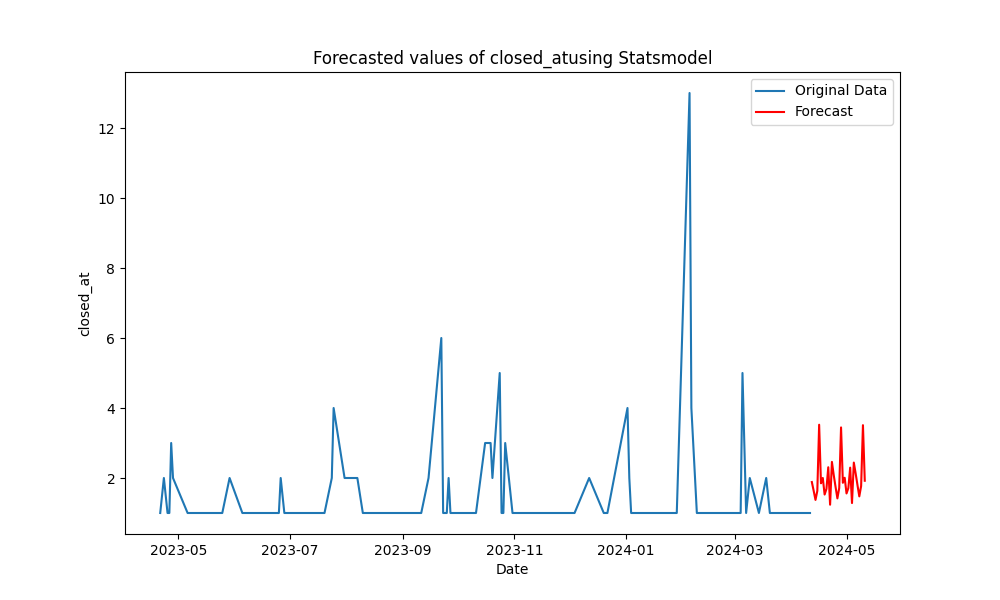 Forecasted values of closed_atusing Statsmodel
Original Data
Forecast
12
10
8
6
4
2
closed_at
2023-05 2023-07 2023-09 2023-11 2024-01 2024-03 2024-05
Date